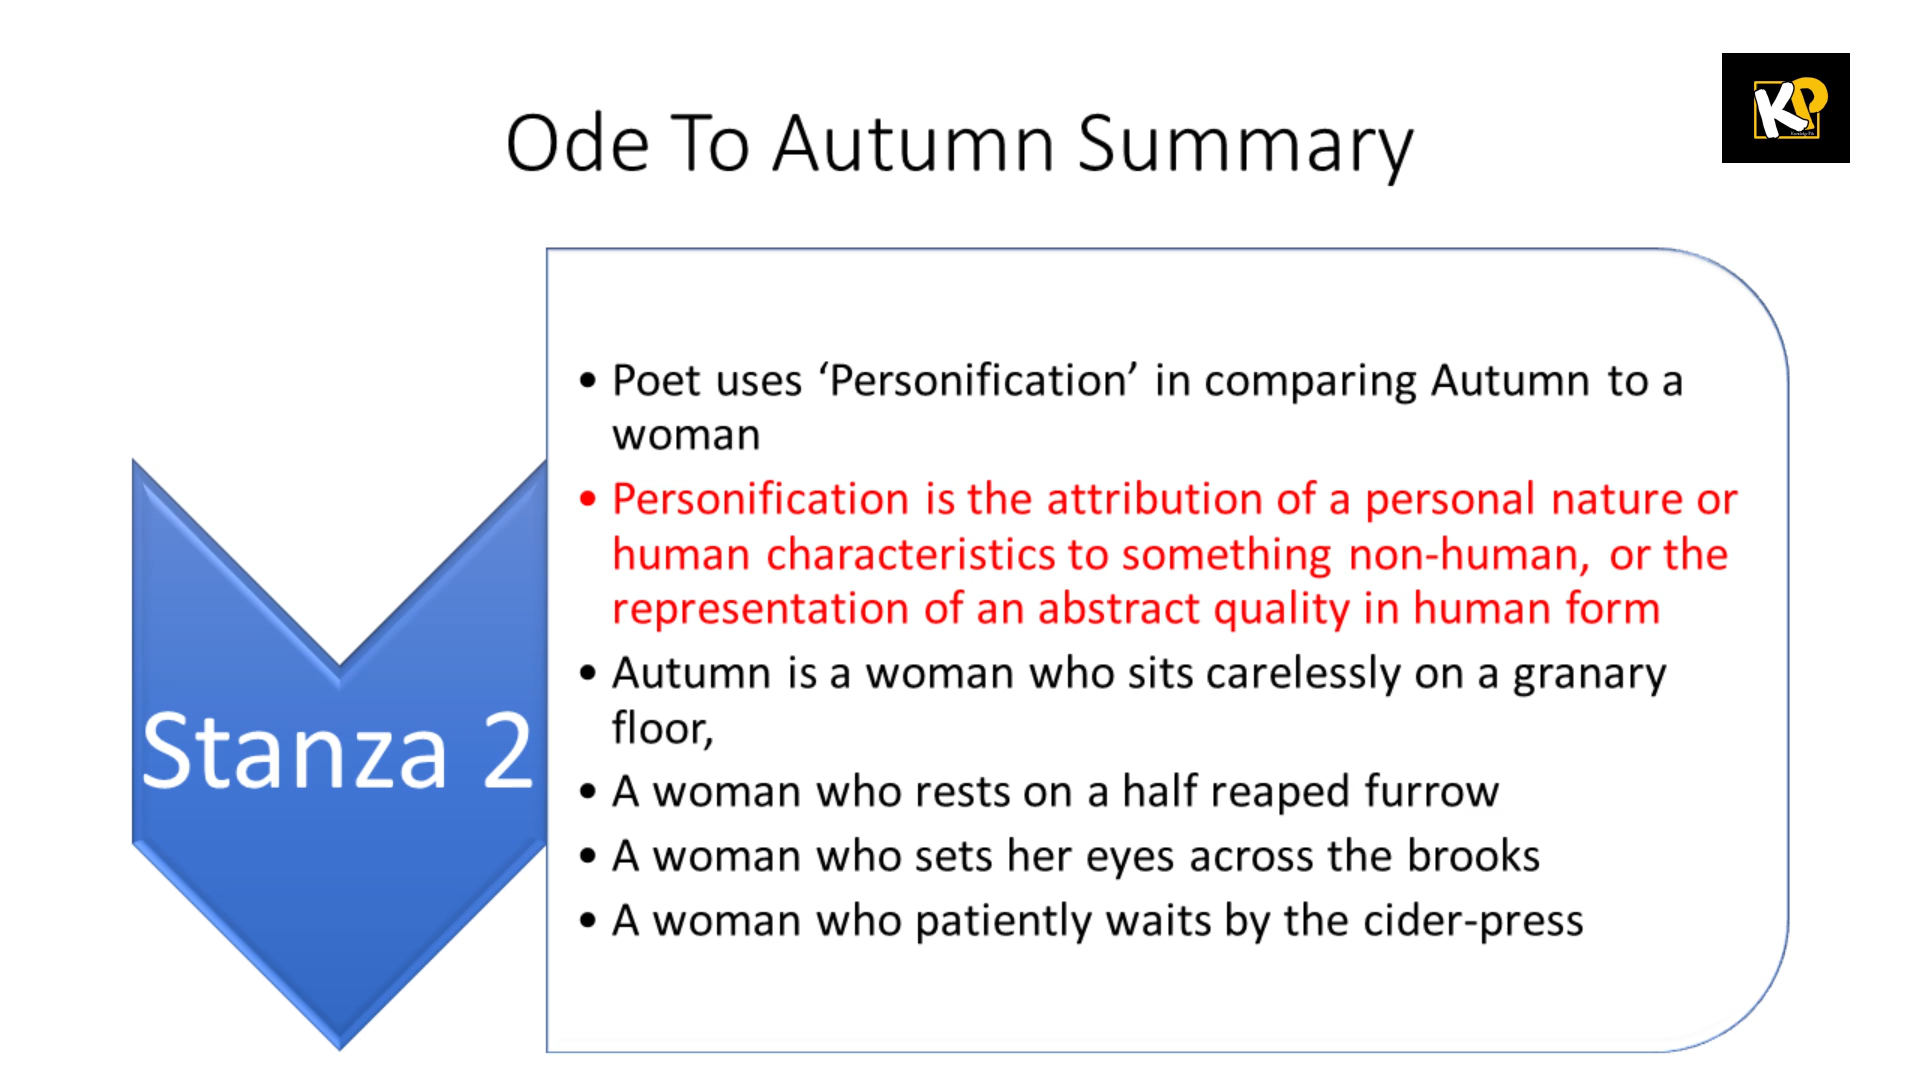 Ode To Autumn Summary
KP
• Poet uses ‘Personification’ in comparing Autumn to a
woman
• Personification is the attribution of a personal nature or
human characteristics to something non-human, or the
representation of an abstract quality in human form
• Autumn is a woman who sits carelessly on a granary
floor,
• A woman who rests on a half reaped furrow
• A woman who sets her eyes across the brooks
• A woman who patiently waits by the cider-press
Stanza 2